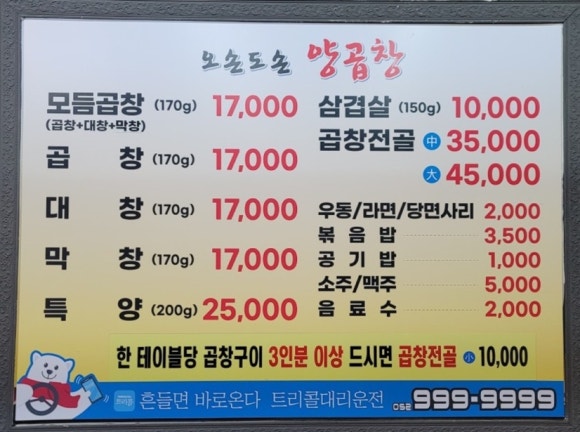 오손도손 양곱창
모듬곱창 (170g) 17,000
(곱창+대창+막창)
곱창 (170g) 17,000
대창 (170g) 17,000
막창 (170g) 17,000
특양 (200g) 25,000
삼겹살 (150g) 10,000
곱창전골 中 35,000
大 45,000
우동/라면/당면사리 2,000
볶음밥 3,500
공기밥 1,000
소주/맥주 5,000
음료수 2,000
한 테이블당 곱창구이 3인분 이상 드시면 곱창전골 小 10,000
흔들면 바로온다 트리콜대리운전 052 999-9999